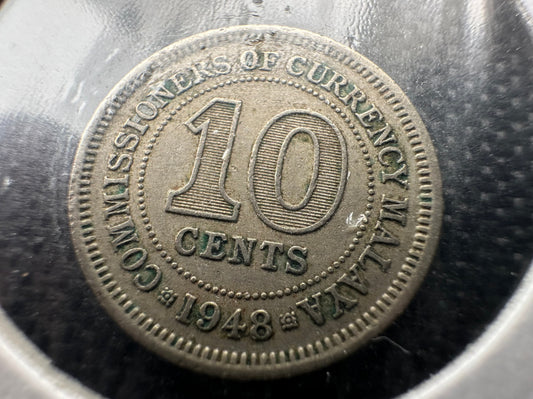 COMMISSIONERS OF CURRENCY MALAYA
10
CENTS
1948